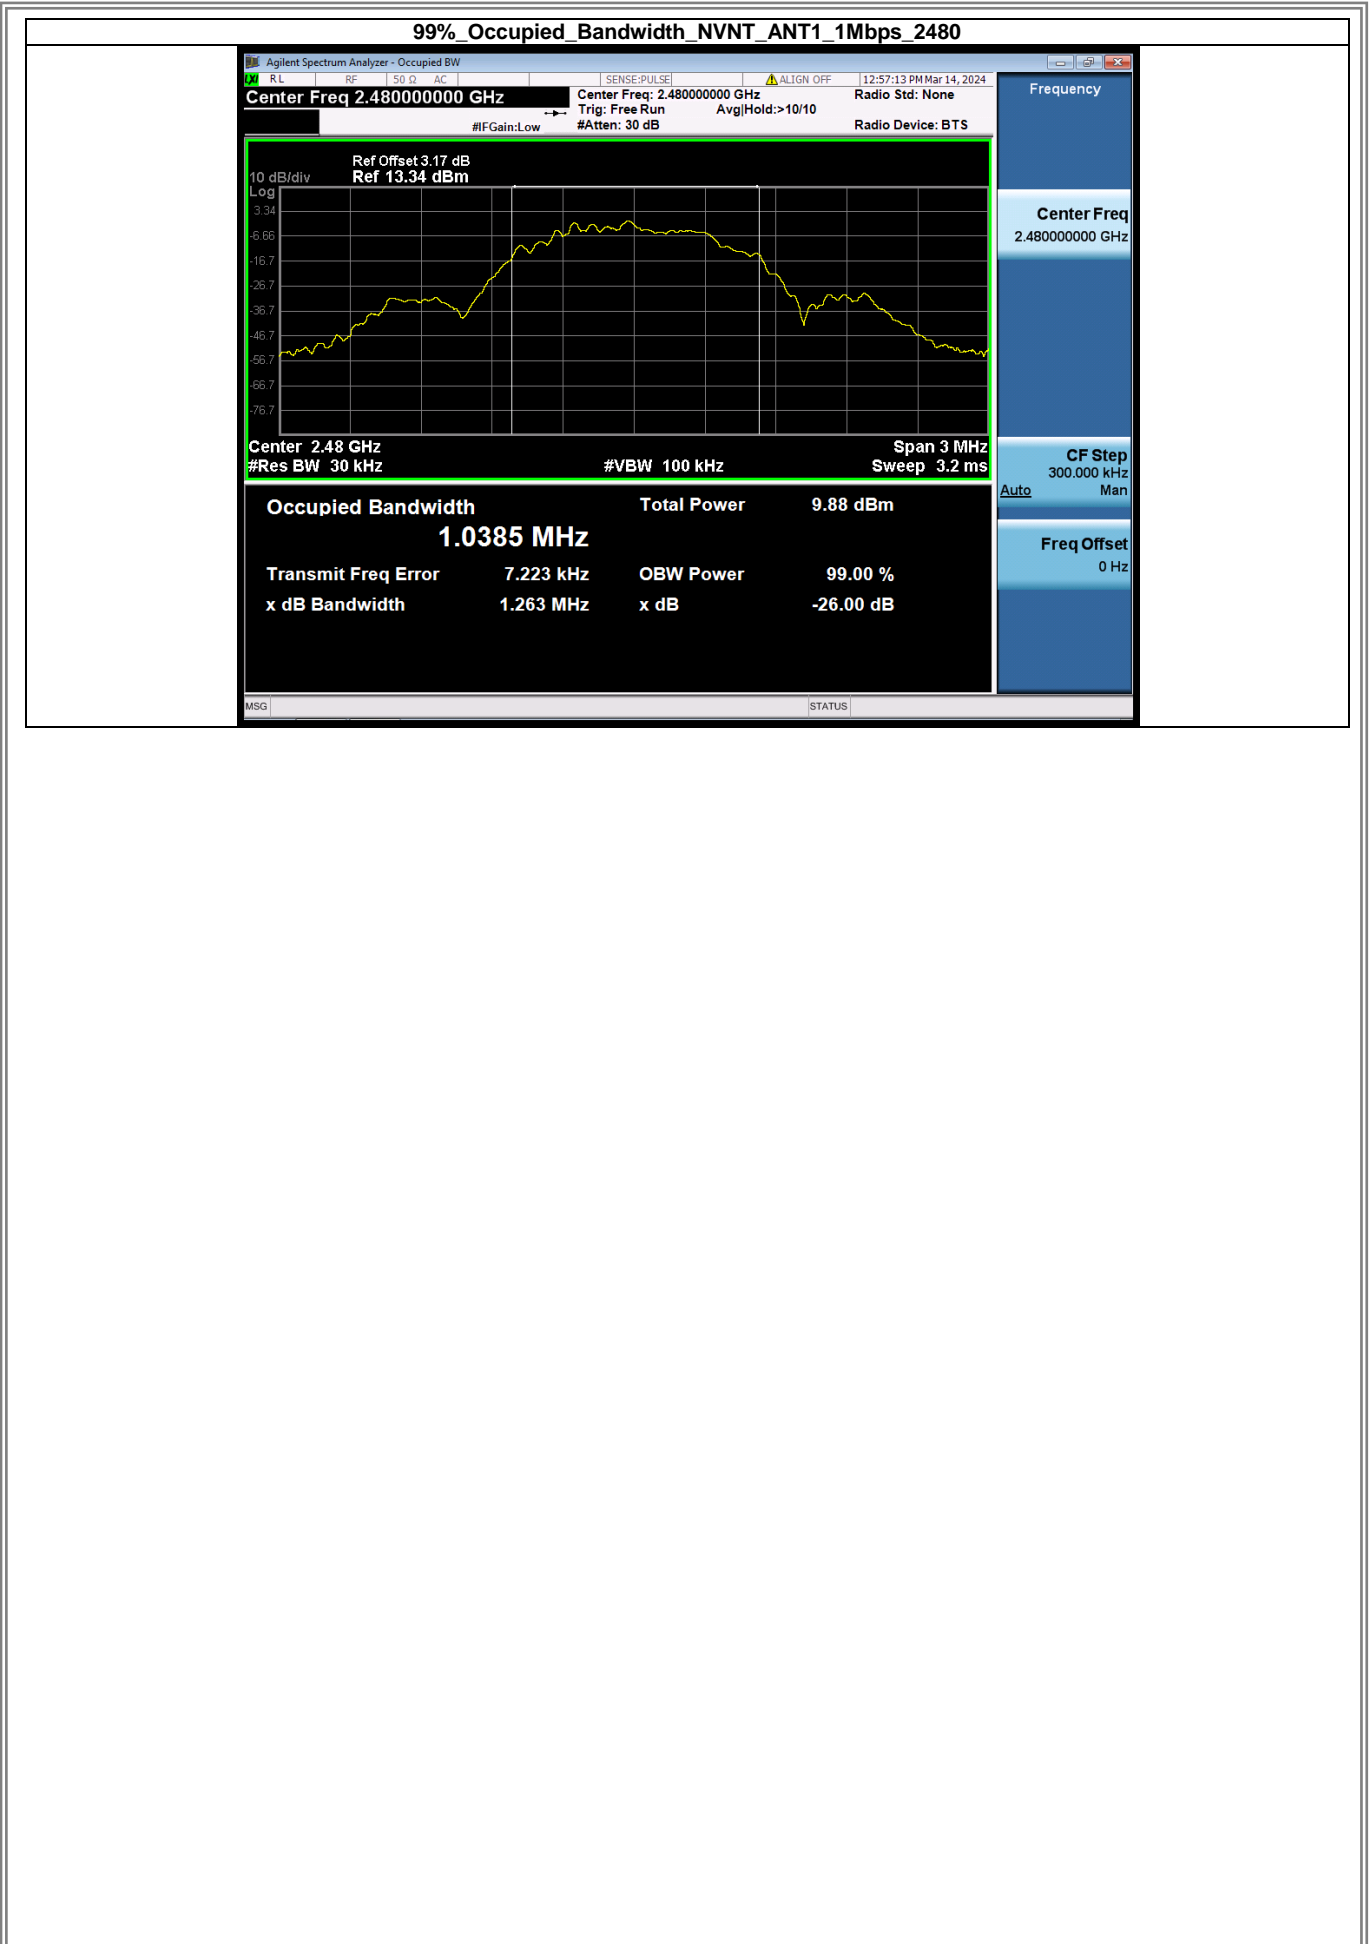 99%_Occupied_Bandwidth_NVNT_ANT1_1Mbps_2480
Agilent Spectrum Analyzer - Occupied BW
LXI RL RF 50 Ω AC SENSE:PULSE ALIGN OFF 12:57:13 PM Mar 14, 2024
Center Freq 2.480000000 GHz
Center Freq: 2.480000000 GHz
Radio Std: None
Trig: Free Run Avg|Hold:>10/10
#IFGain:Low
#Atten: 30 dB
Radio Device: BTS
Frequency
Ref Offset 3.17 dB
10 dB/div Ref 13.34 dBm
Log
3.34
-6.66
-16.7
-26.7
-36.7
-46.7
-56.7
-66.7
-76.7
Center Freq
2.480000000 GHz
Center 2.48 GHz Span 3 MHz
#Res BW 30 kHz #VBW 100 kHz Sweep 3.2 ms
CF Step
300.000 kHz
Auto Man
Occupied Bandwidth Total Power 9.88 dBm
1.0385 MHz
Transmit Freq Error 7.223 kHz OBW Power 99.00 %
x dB Bandwidth 1.263 MHz x dB -26.00 dB
Freq Offset
0 Hz
MSG STATUS